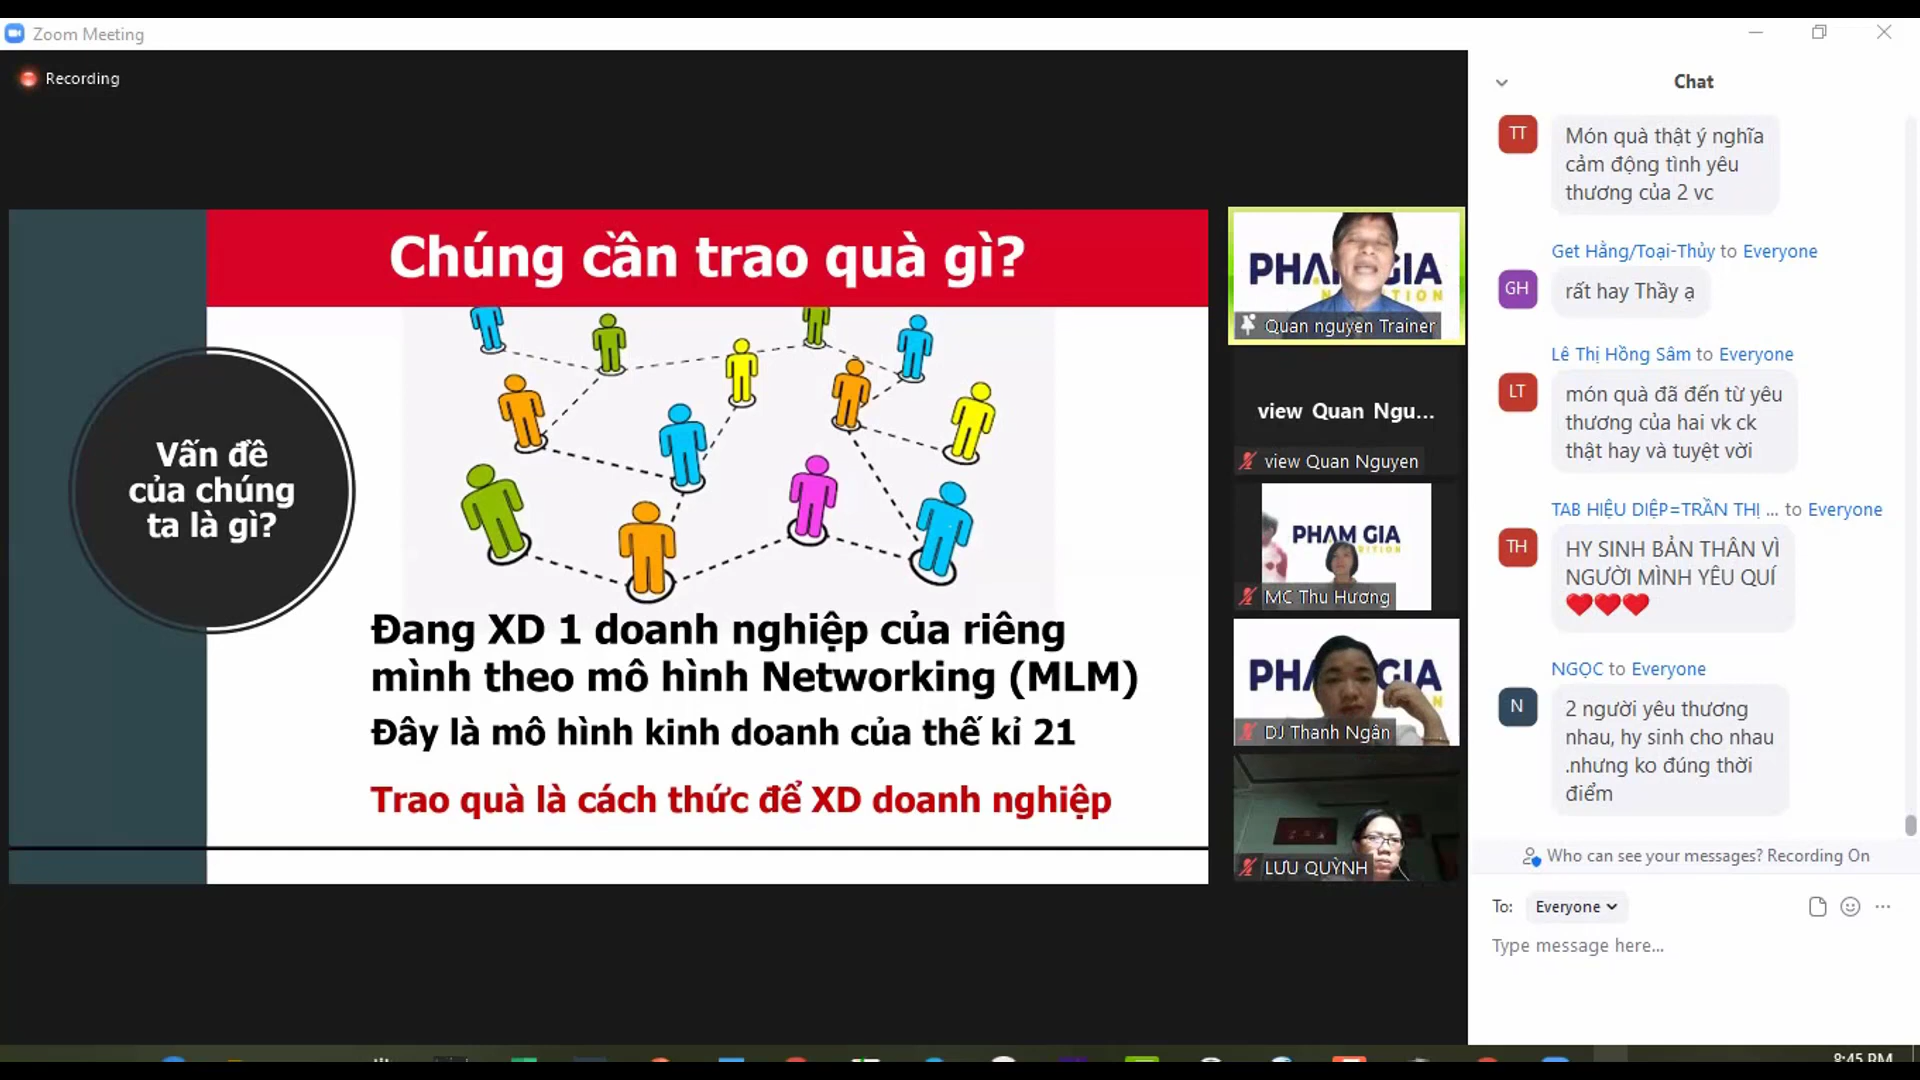 Zoom Meeting
Recording
Chúng cần trao quà gì?
Vấn đề
của chúng
ta là gì?
Đang XD 1 doanh nghiệp của riêng
mình theo mô hình Networking (MLM)
Đây là mô hình kinh doanh của thế kỉ 21
Trao quà là cách thức để XD doanh nghiệp
Quan nguyen Trainer
view Quan Ngu...
view Quan Nguyen
PHAM GIA
MC Thu Hương
DJ Thanh Ngân
LƯU QUỲNH
Chat
TT
Món quà thật ý nghĩa
cảm động tình yêu
thương của 2 vc
Get Hằng/Toại-Thủy to Everyone
GH
rất hay Thầy ạ
Lê Thị Hồng Sâm to Everyone
LT
món quà đã đến từ yêu
thương của hai vk ck
thật hay và tuyệt vời
TAB HIỆU DIỆP=TRẦN THỊ ... to Everyone
TH
HY SINH BẢN THÂN VÌ
NGƯỜI MÌNH YÊU QUÍ
❤❤❤
NGỌC to Everyone
N
2 người yêu thương
nhau, hy sinh cho nhau
.nhưng ko đúng thời
điểm
Who can see your messages? Recording On
To: Everyone
Type message here...
8:45 PM